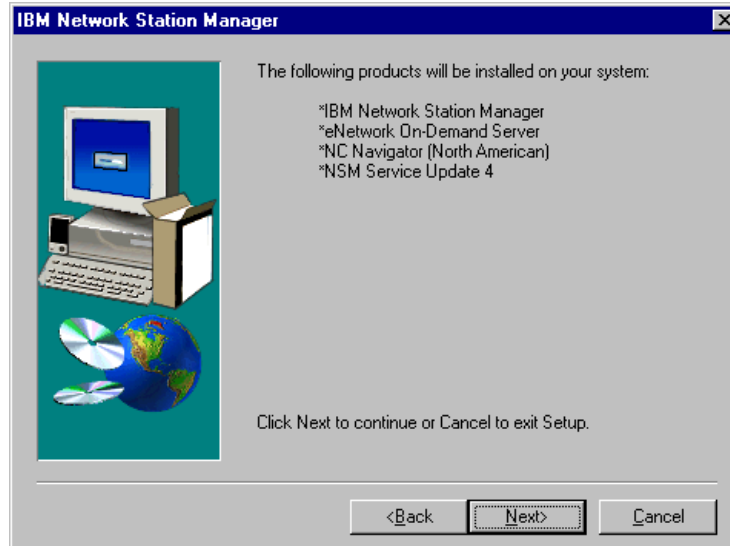 IBM Network Station Manager
The following products will be installed on your system:
*IBM Network Station Manager
*eNetwork On-Demand Server
*NC Navigator (North American)
*NSM Service Update 4
Click Next to continue or Cancel to exit Setup.
<Back
Next>
Cancel